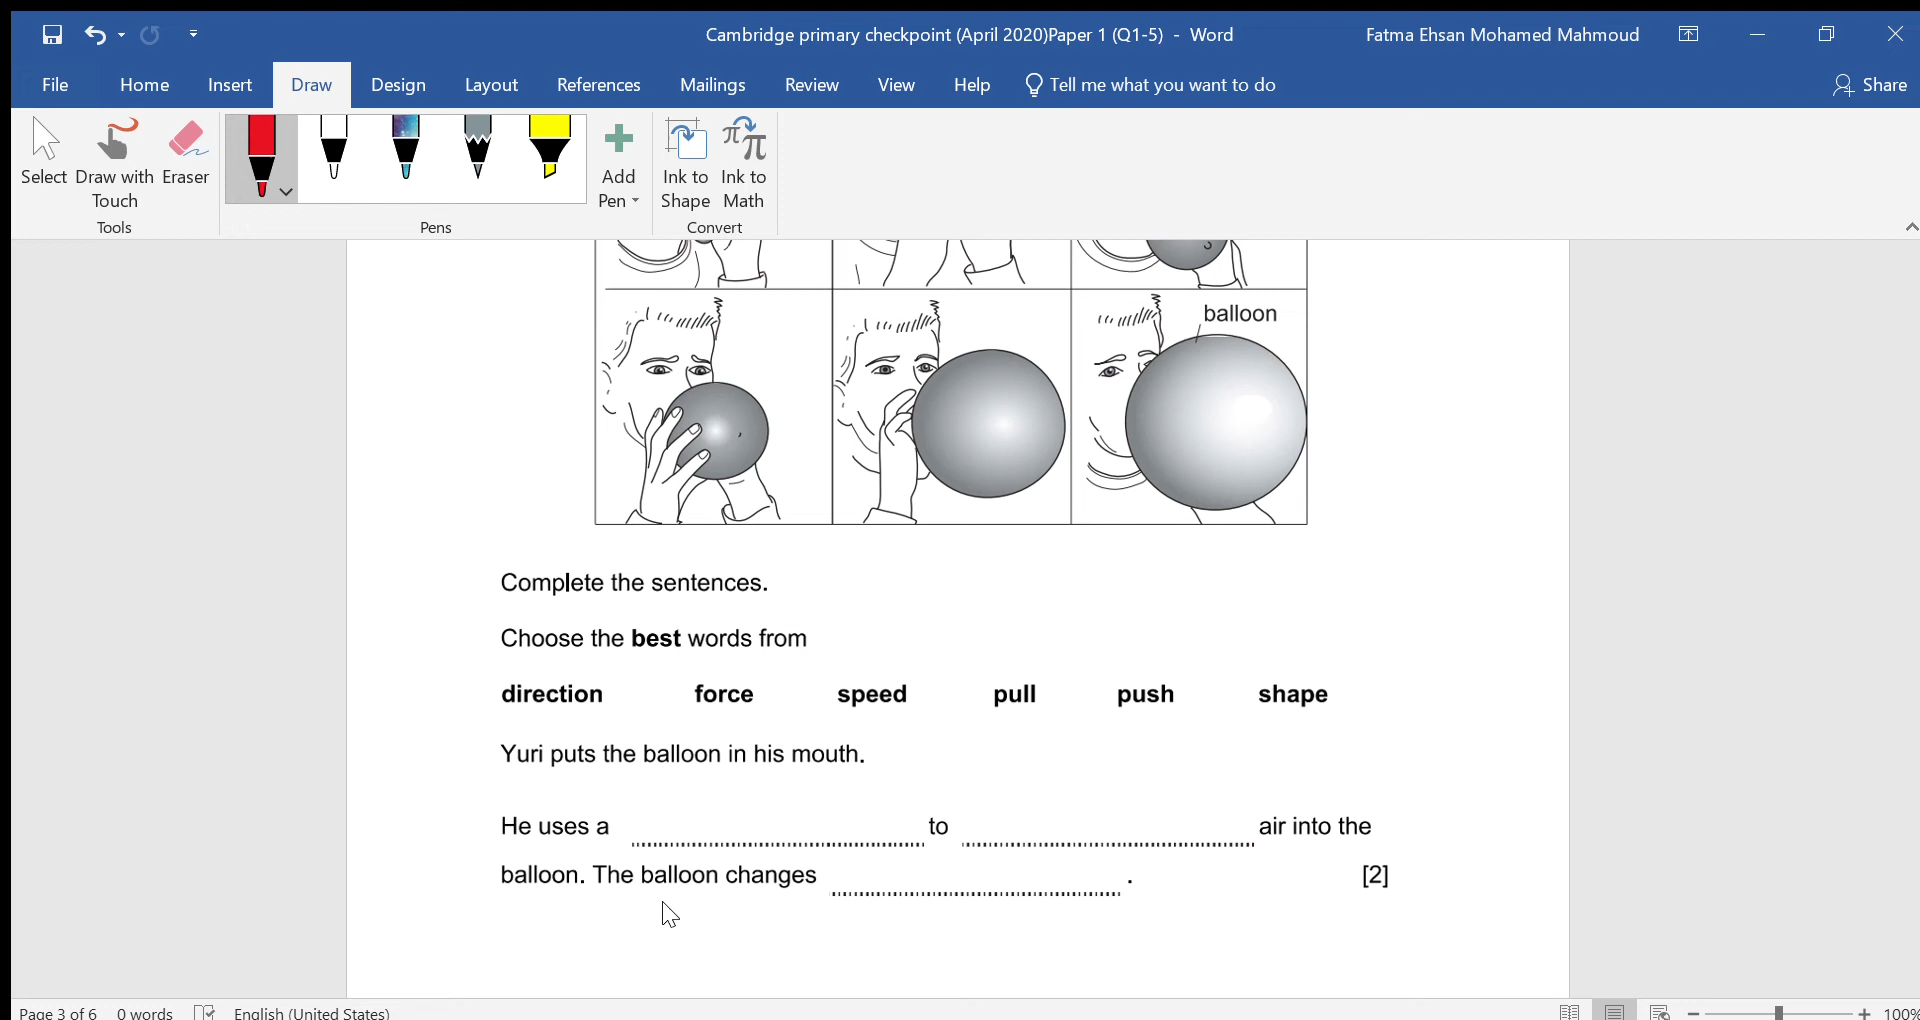 Cambridge primary checkpoint (April 2020)Paper 1 (Q1-5) - Word
Fatma Ehsan Mohamed Mahmoud
File Home Insert Draw Design Layout References Mailings Review View Help Tell me what you want to do Share
Select Draw with Touch Eraser Add Pen Ink to Shape Ink to Math
Tools Pens Convert
balloon
Complete the sentences.
Choose the best words from
direction force speed pull push shape
Yuri puts the balloon in his mouth.
He uses a to air into the
balloon. The balloon changes . [2]
Page 3 of 6 0 words English (United States) 100%